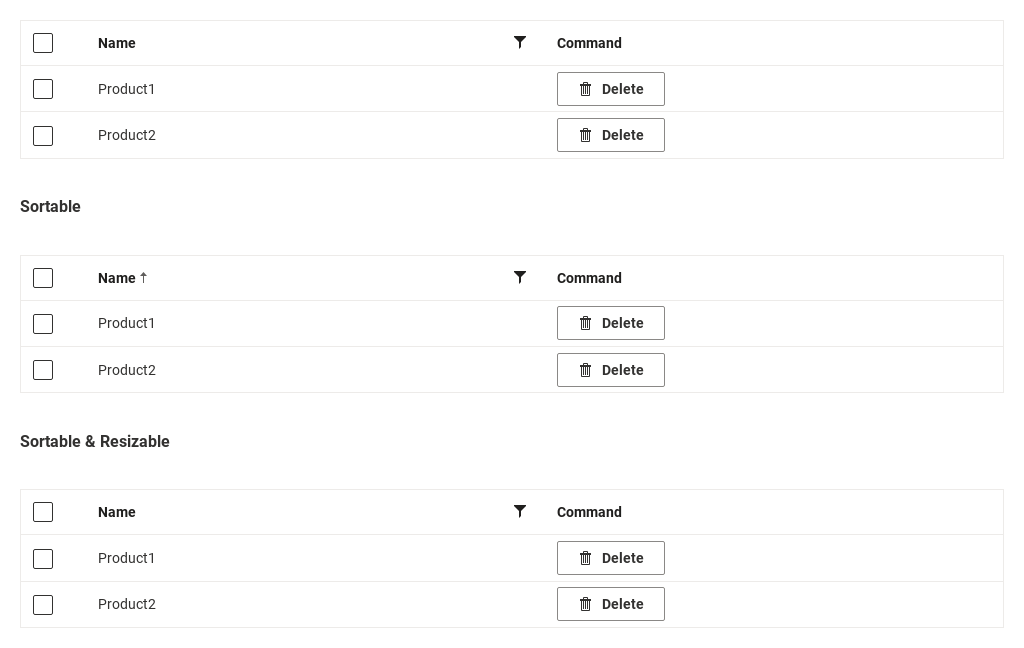 Name Command
Product1 Delete
Product2 Delete
Sortable
Name Command
Product1 Delete
Product2 Delete
Sortable & Resizable
Name Command
Product1 Delete
Product2 Delete